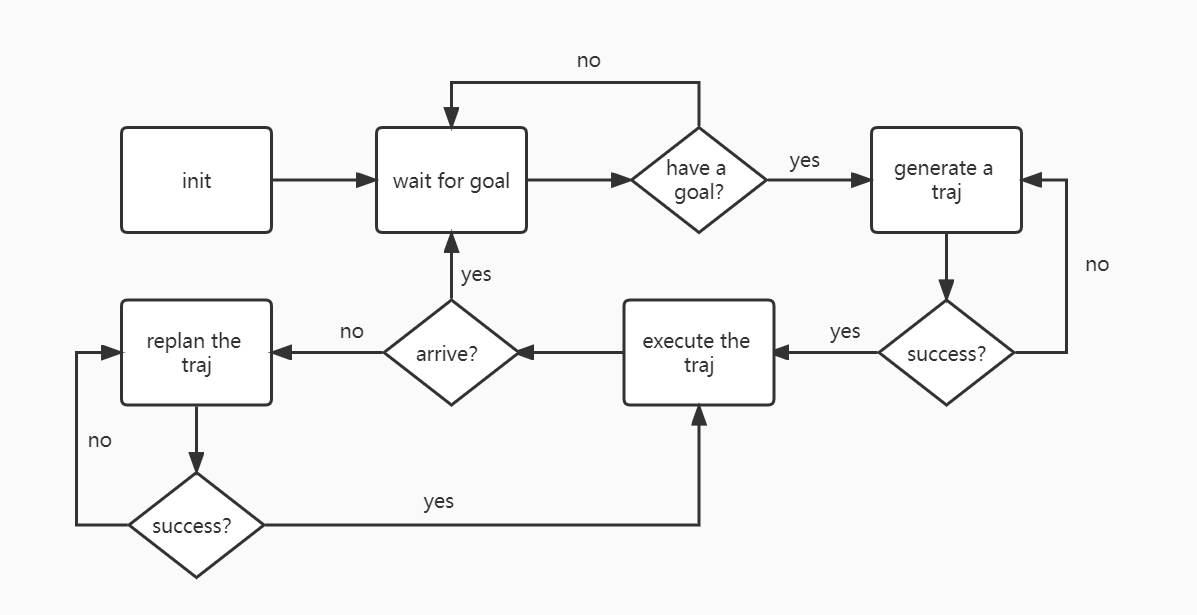 no
init
wait for goal
have a
goal?
yes
generate a
traj
no
yes
replan the
traj
no
arrive?
execute the
traj
yes
success?
no
success?
yes